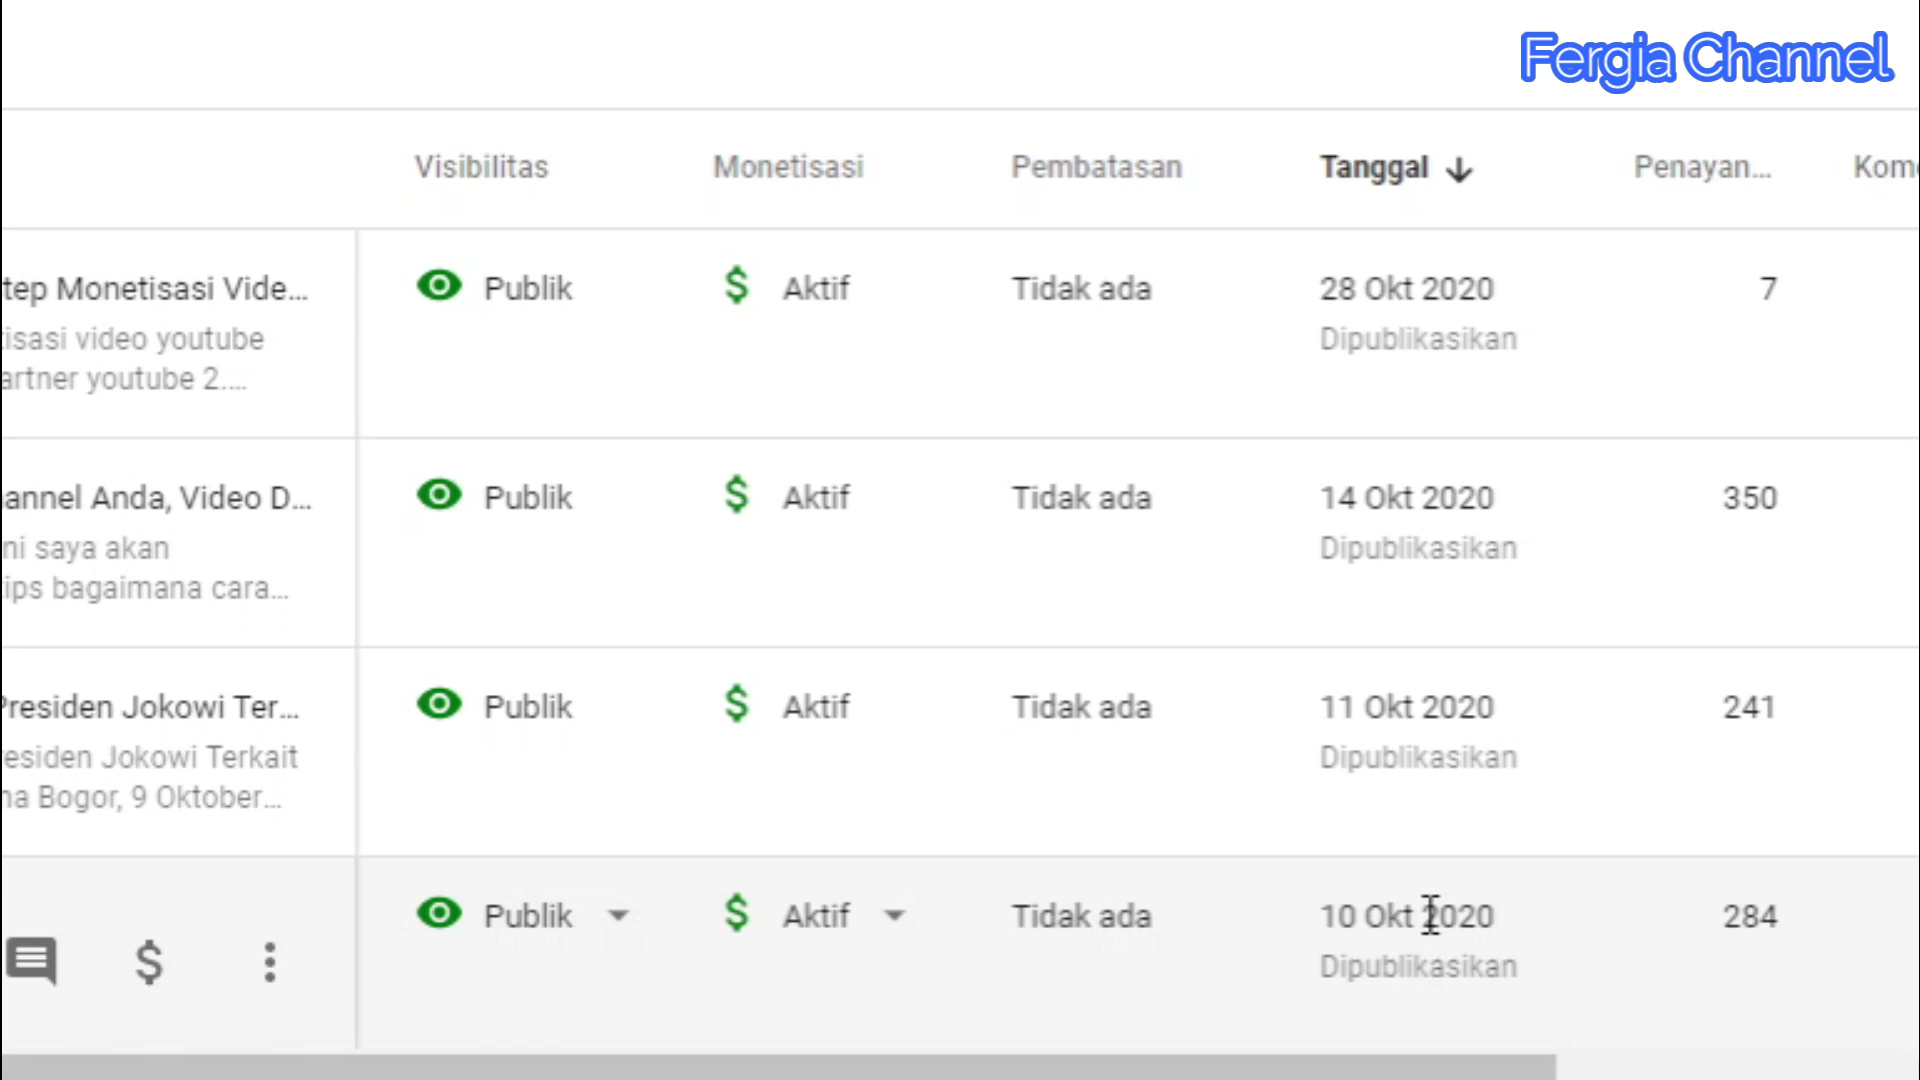 Fergia Channel
Visibilitas Monetisasi Pembatasan Tanggal Penayan...
tep Monetisasi Vide... Publik $ Aktif Tidak ada 28 Okt 2020 7
isasi video youtube Dipublikasikan
artner youtube 2....
annel Anda, Video D... Publik $ Aktif Tidak ada 14 Okt 2020 350
ni saya akan Dipublikasikan
tips bagaimana cara...
Presiden Jokowi Ter... Publik $ Aktif Tidak ada 11 Okt 2020 241
residen Jokowi Terkait Dipublikasikan
na Bogor, 9 Oktober...
Publik $ Aktif Tidak ada 10 Okt 2020 284
$ Dipublikasikan